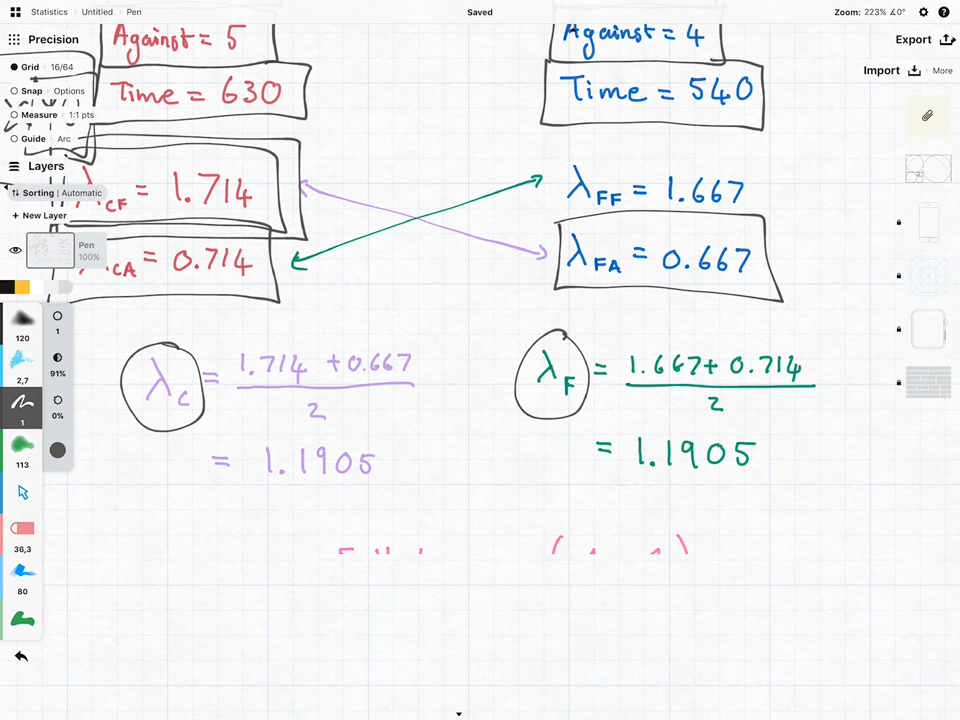 Statistics Untitled Pen
Saved
Zoom: 223% ∠0°
Precision
Export
Grid 16/64
Import More
Snap Options
Measure 1:1 pts
Guide Arc
Layers
Sorting | Automatic
+ New Layer
Pen
100%
120
1
2,7
91%
1
0%
113
36,3
80
Against = 5
Time = 630
λCF = 1.714
λCA = 0.714
Against = 4
Time = 540
λFF = 1.667
λFA = 0.667
λC = 1.714 + 0.667
2
= 1.1905
λF = 1.667 + 0.714
2
= 1.1905